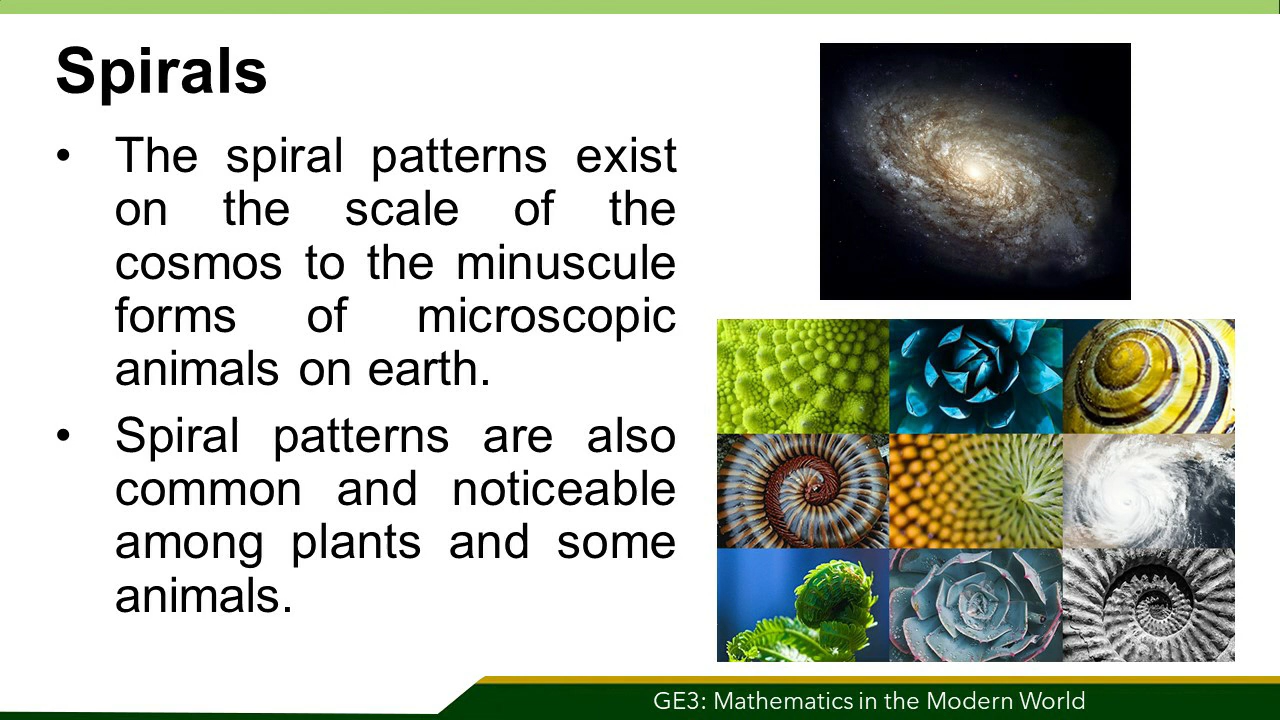 Spirals
• The spiral patterns exist
on the scale of the
cosmos to the minuscule
forms of microscopic
animals on earth.
• Spiral patterns are also
common and noticeable
among plants and some
animals.
GE3: Mathematics in the Modern World